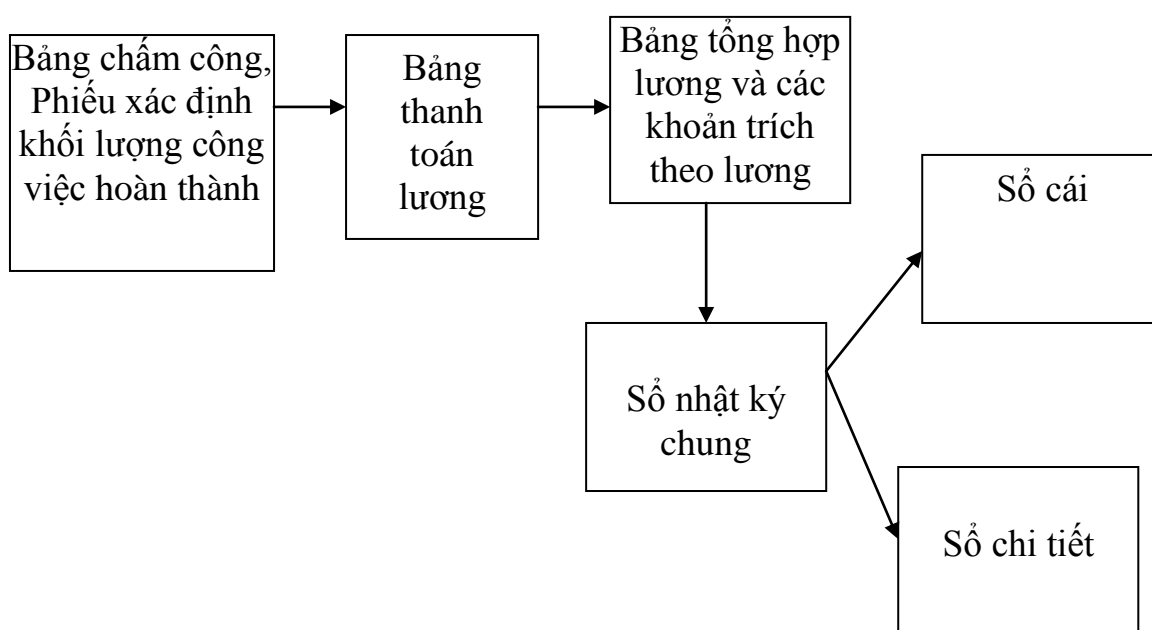 Bảng chấm công,
Phiếu xác định
khối lượng công
việc hoàn thành
Bảng
thanh
toán
lương
Bảng tổng hợp
lương và các
khoản trích
theo lương
Sổ cái
Sổ nhật ký
chung
Sổ chi tiết